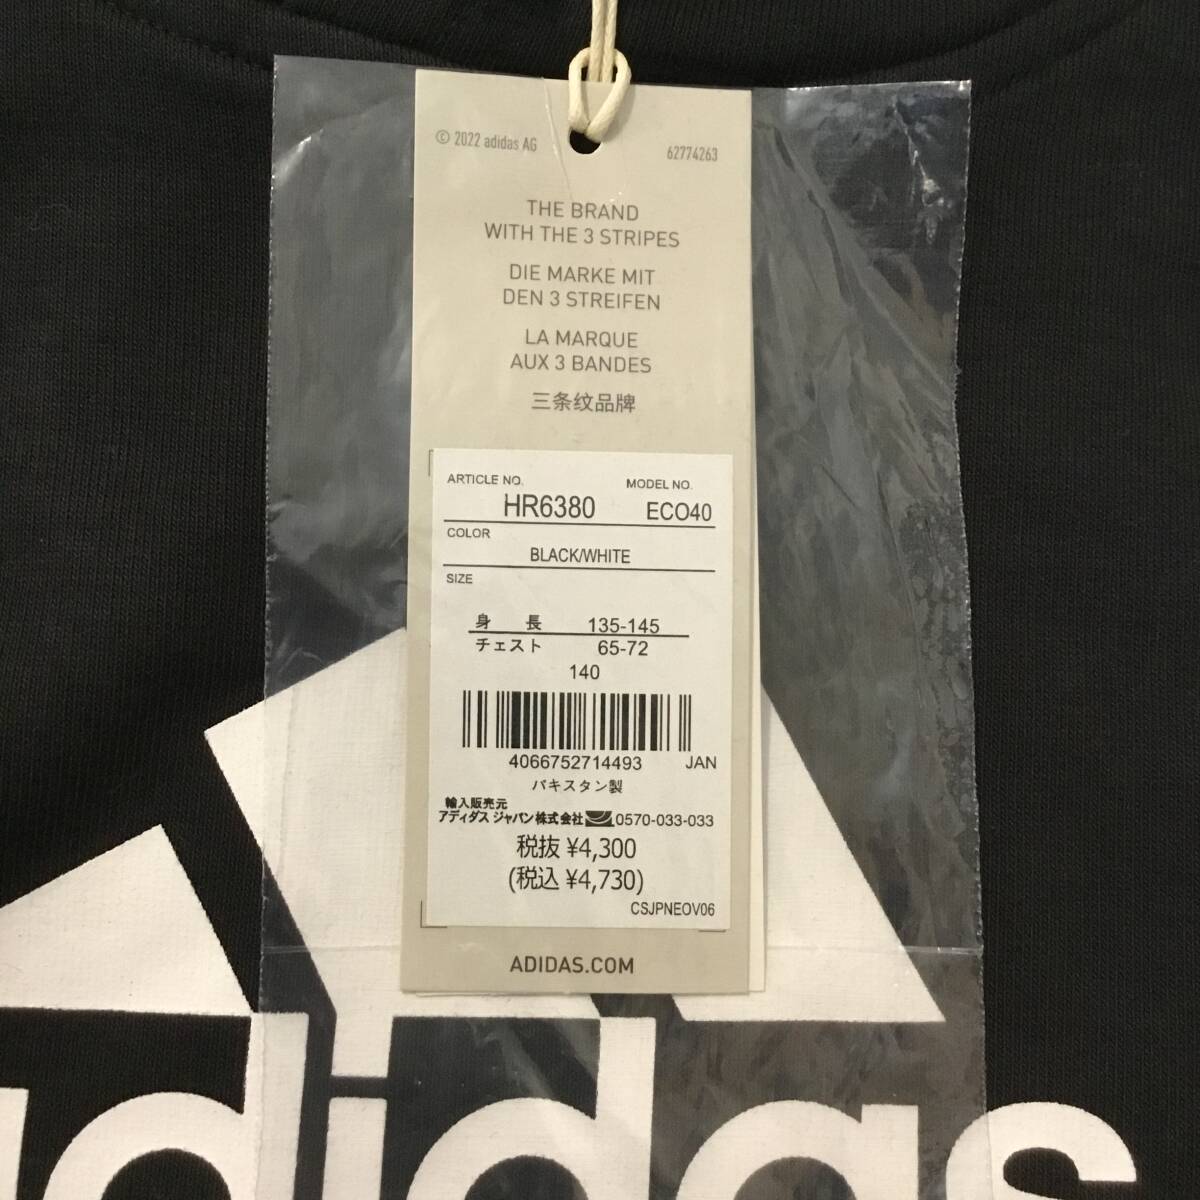 © 2022 adidas AG
62774263
THE BRAND
WITH THE 3 STRIPES
DIE MARKE MIT
DEN 3 STREIFEN
LA MARQUE
AUX 3 BANDES
三条纹品牌
ARTICLE NO. MODEL NO.
HR6380 ECO40
COLOR
BLACK/WHITE
SIZE
身 長 135-145
チェスト 65-72
140
4066752714493 JAN
パキスタン製
輸入販売元
アディダス ジャパン株式会社 0570-033-033
税抜 ¥4,300
(税込 ¥4,730)
CSJPNEOV06
ADIDAS.COM
adidas